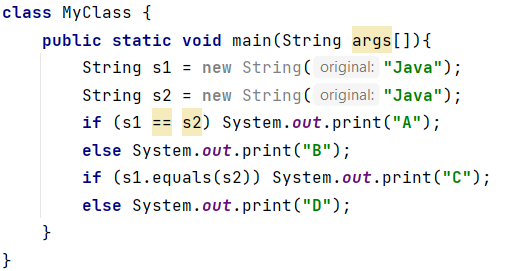 class MyClass {
    public static void main(String args[]){
        String s1 = new String( original: "Java");
        String s2 = new String( original: "Java");
        if (s1 == s2) System.out.print("A");
        else System.out.print("B");
        if (s1.equals(s2)) System.out.print("C");
        else System.out.print("D");
    }
}